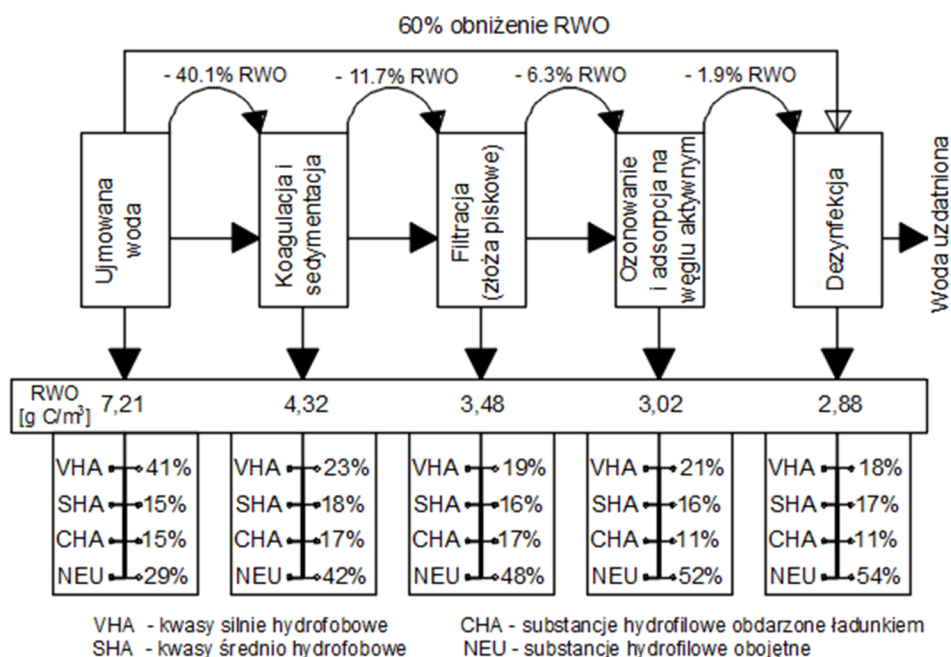 60% obniżenie RWO
- 40.1% RWO
- 11.7% RWO
- 6.3% RWO
- 1.9% RWO
Ujmowana
woda
Koagulacja i
sedymentacja
Filtracja
(złoża piskowe)
Ozonowanie
i adsorpcja na
węglu aktywnym
Dezynfekcja
Woda uzdatniona
RWO
[g C/m³]
7,21
4,32
3,48
3,02
2,88
VHA 41%
SHA 15%
CHA 15%
NEU 29%
VHA 23%
SHA 18%
CHA 17%
NEU 42%
VHA 19%
SHA 16%
CHA 17%
NEU 48%
VHA 21%
SHA 16%
CHA 11%
NEU 52%
VHA 18%
SHA 17%
CHA 11%
NEU 54%
VHA - kwasy silnie hydrofobowe
SHA - kwasy średnio hydrofobowe
CHA - substancje hydrofilowe obdarzone ładunkiem
NEU - substancje hydrofilowe obojętne